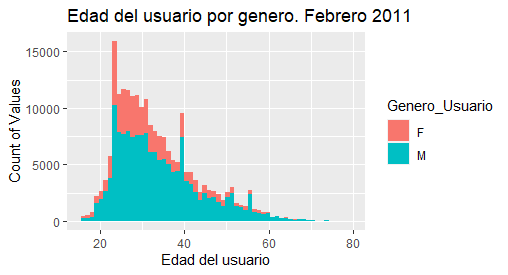 Edad del usuario por genero. Febrero 2011
15000
10000
5000
0
Count of Values
20 40 60 80
Edad del usuario
Genero_Usuario
F
M